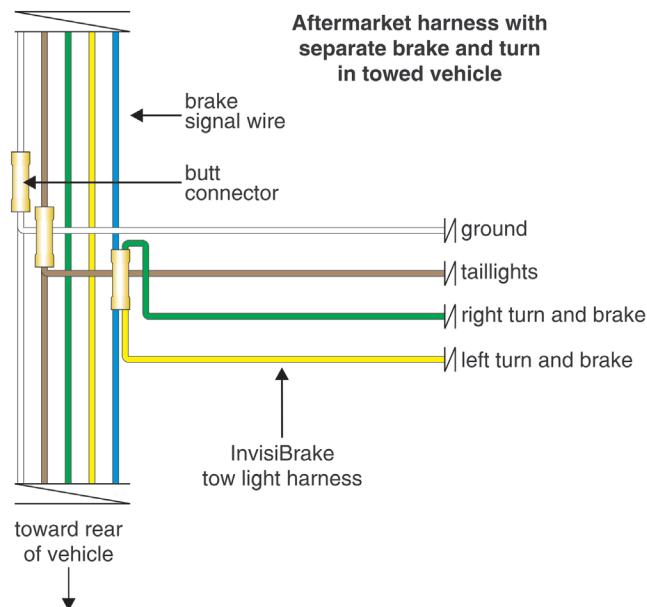 Aftermarket harness with
separate brake and turn
in towed vehicle
brake
signal wire
butt
connector
ground
taillights
right turn and brake
left turn and brake
InvisiBrake
tow light harness
toward rear
of vehicle